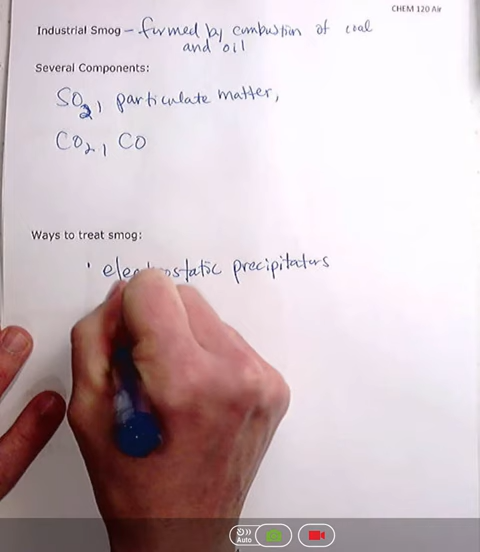 CHEM 120 Air
Industrial Smog - formed by combustion of coal
and oil
Several Components:
SO2, particulate matter,
CO2, CO
Ways to treat smog:
· electrostatic precipitators
Auto